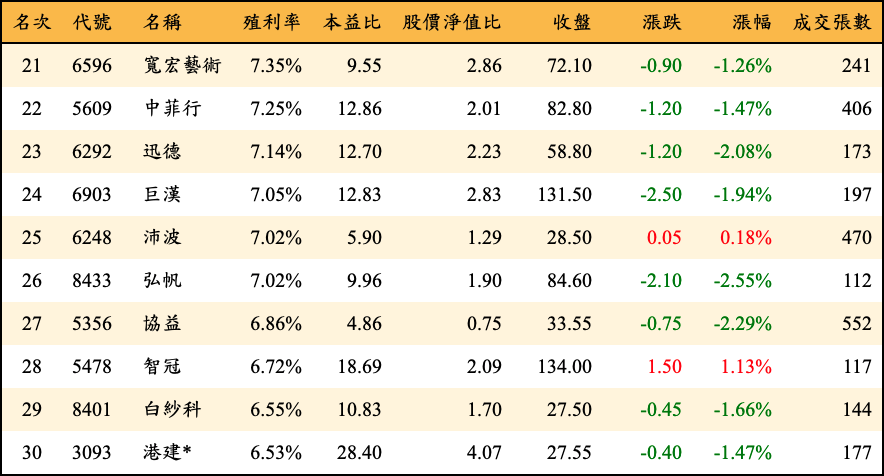 名次 代號 名稱 殖利率 本益比 股價淨值比 收盤 漲跌 漲幅 成交張數
21 6596 寬宏藝術 7.35% 9.55 2.86 72.10 -0.90 -1.26% 241
22 5609 中菲行 7.25% 12.86 2.01 82.80 -1.20 -1.47% 406
23 6292 迅德 7.14% 12.70 2.23 58.80 -1.20 -2.08% 173
24 6903 巨漢 7.05% 12.83 2.83 131.50 -2.50 -1.94% 197
25 6248 沛波 7.02% 5.90 1.29 28.50 0.05 0.18% 470
26 8433 弘帆 7.02% 9.96 1.90 84.60 -2.10 -2.55% 112
27 5356 協益 6.86% 4.86 0.75 33.55 -0.75 -2.29% 552
28 5478 智冠 6.72% 18.69 2.09 134.00 1.50 1.13% 117
29 8401 白紗科 6.55% 10.83 1.70 27.50 -0.45 -1.66% 144
30 3093 港建* 6.53% 28.40 4.07 27.55 -0.40 -1.47% 177